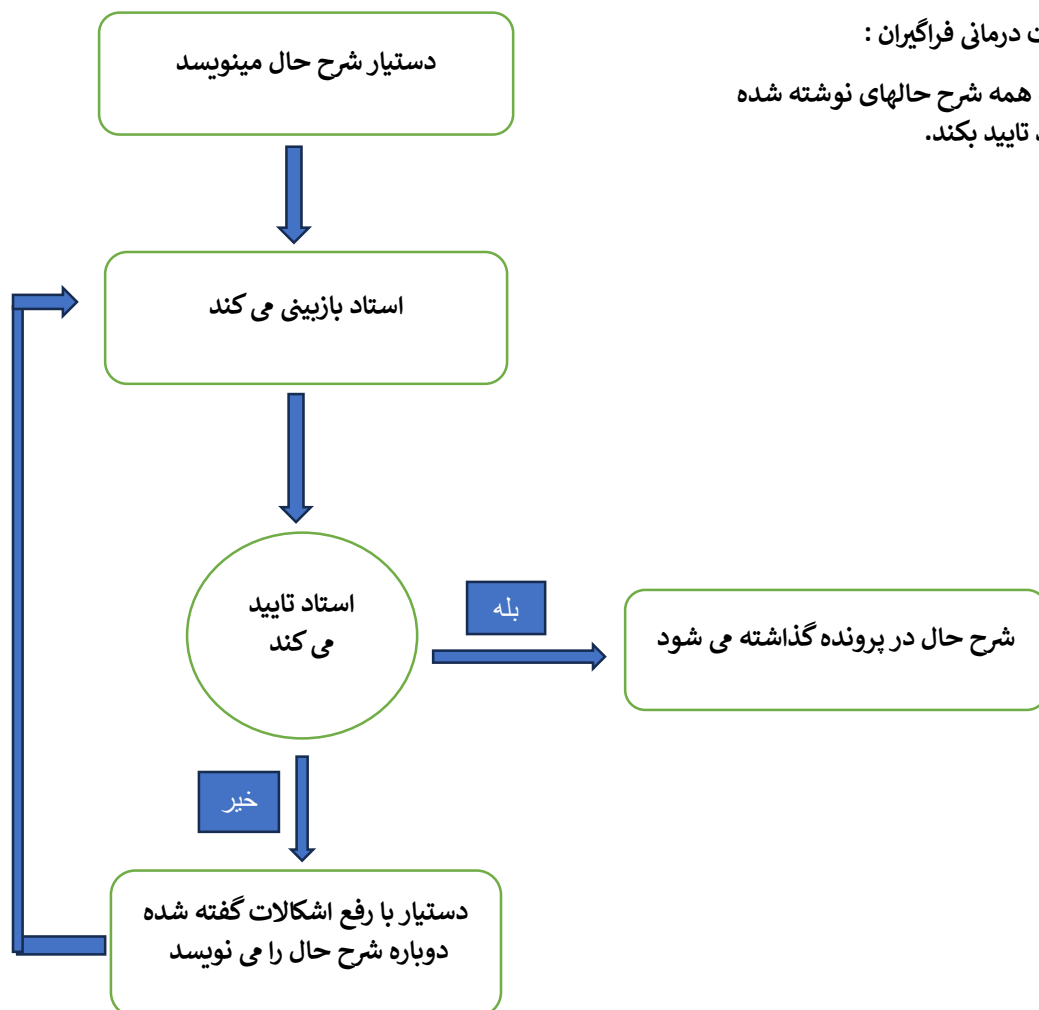 ت درمانی فراگیران :
همه شرح حالهای نوشته شده
تایید بکند.
دستیار شرح حال مینویسد
استاد بازبینی می کند
استاد تایید
می کند
بله
شرح حال در پرونده گذاشته می شود
خیر
دستیار با رفع اشکالات گفته شده
دوباره شرح حال را می نویسد